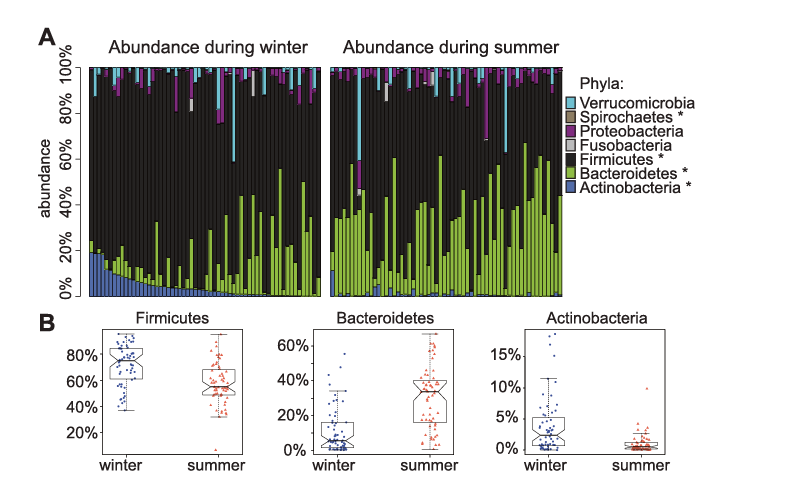 A
Abundance during winter
Abundance during summer
abundance
100%
80%
60%
40%
20%
0%
Phyla:
Verrucomicrobia
Spirochaetes *
Proteobacteria
Fusobacteria
Firmicutes *
Bacteroidetes *
Actinobacteria *
B
Firmicutes
80%
60%
40%
20%
winter
summer
Bacteroidetes
60%
40%
20%
0%
winter
summer
Actinobacteria
15%
10%
5%
0%
winter
summer